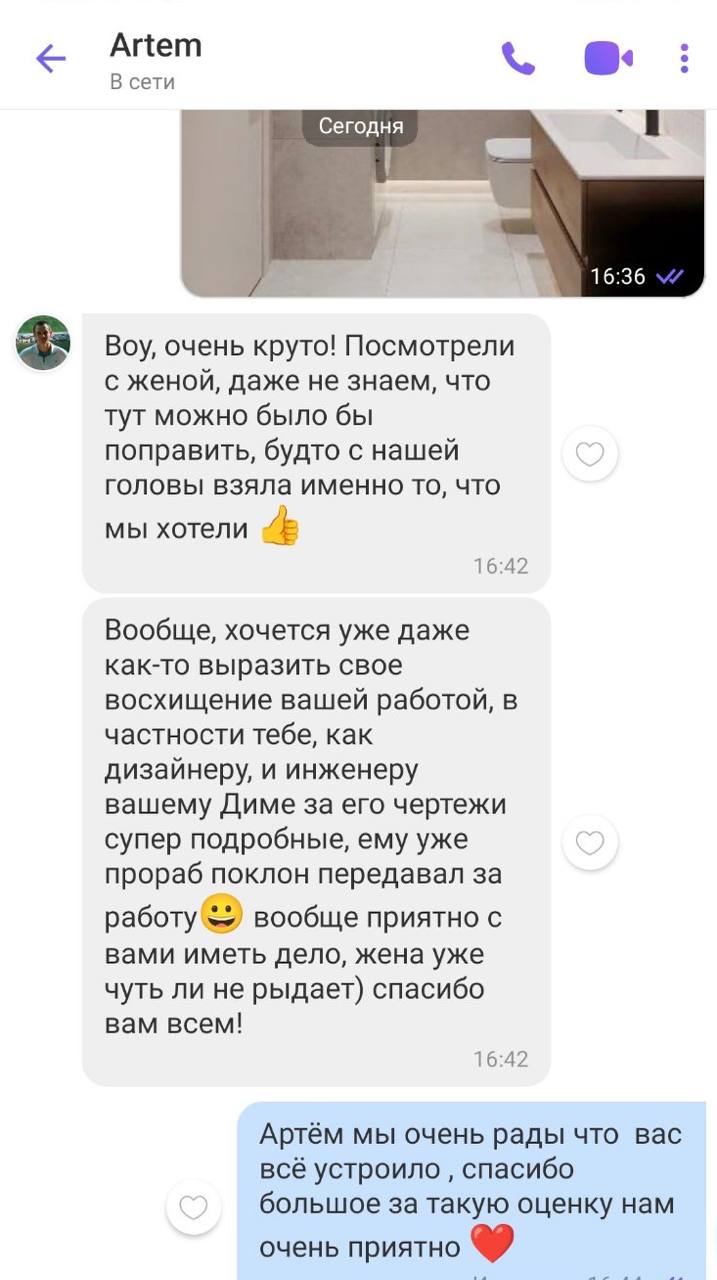 Artem
В сети
Сегодня
16:36
Воу, очень круто! Посмотрели
с женой, даже не знаем, что
тут можно было бы
поправить, будто с нашей
головы взяла именно то, что
мы хотели 👍
16:42
Вообще, хочется уже даже
как-то выразить свое
восхищение вашей работой, в
частности тебе, как
дизайнеру, и инженеру
вашему Диме за его чертежи
супер подробные, ему уже
прораб поклон передавал за
работу😀 вообще приятно с
вами иметь дело, жена уже
чуть ли не рыдает) спасибо
вам всем!
16:42
Артём мы очень рады что  вас
всё устроило , спасибо
большое за такую оценку нам
очень приятно ❤️